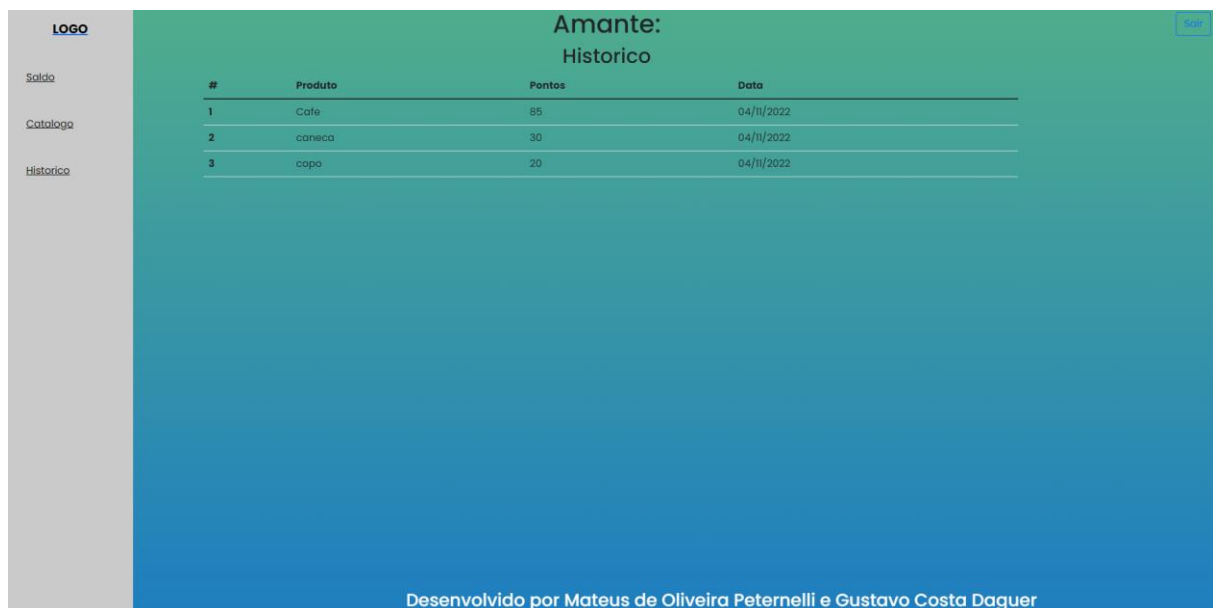 LOGO
Saldo
Catalogo
Historico
Amante:
Sair
Historico
# Produto Pontos Data
1 Cafe 85 04/11/2022
2 caneca 30 04/11/2022
3 copo 20 04/11/2022
Desenvolvido por Mateus de Oliveira Peternelli e Gustavo Costa Daguer